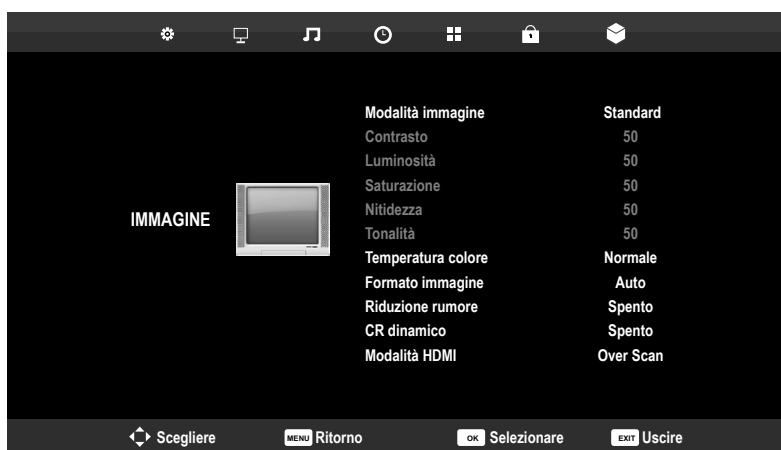 Modalità immagine Standard
Contrasto 50
Luminosità 50
Saturazione 50
Nitidezza 50
Tonalità 50
IMMAGINE
Temperatura colore Normale
Formato immagine Auto
Riduzione rumore Spento
CR dinamico Spento
Modalità HDMI Over Scan
Scegliere MENU Ritorno OK Selezionare EXIT Uscire